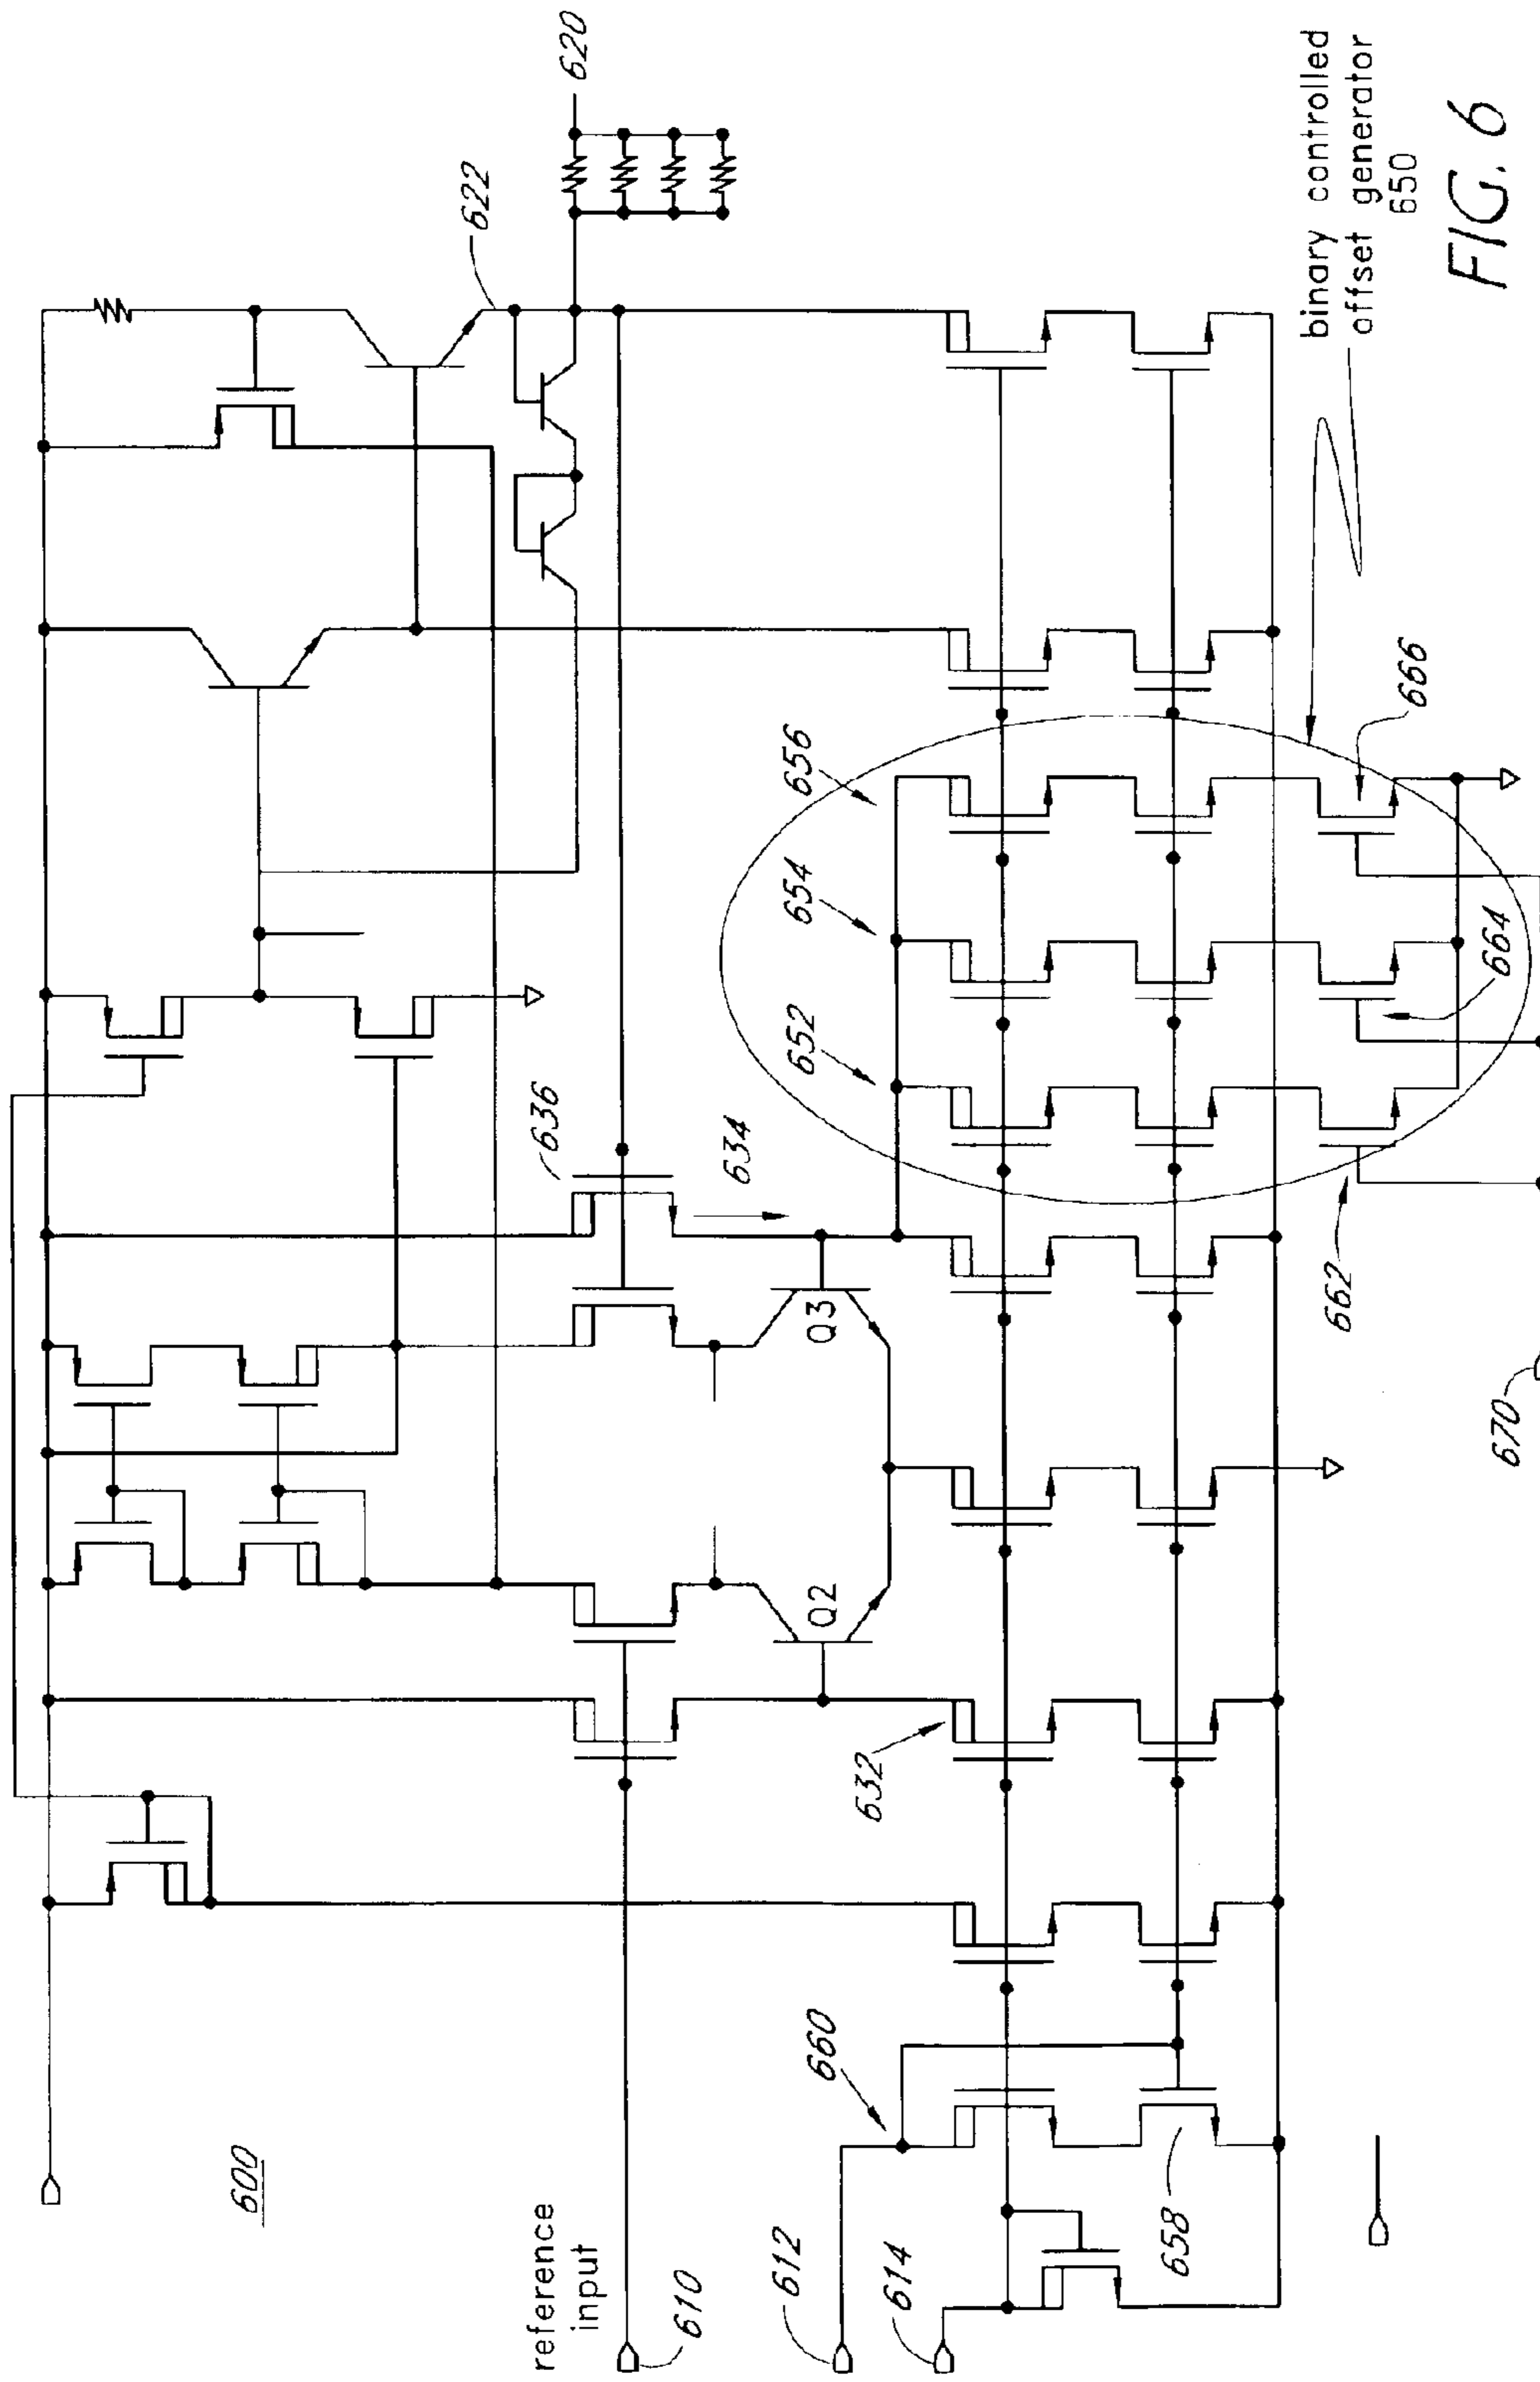 600
reference
input
610
612
614
658
660
632
Q2
Q3
634
636
622
620
652
654
656
662
664
666
670
binary controlled
offset generator
650
FIG. 6